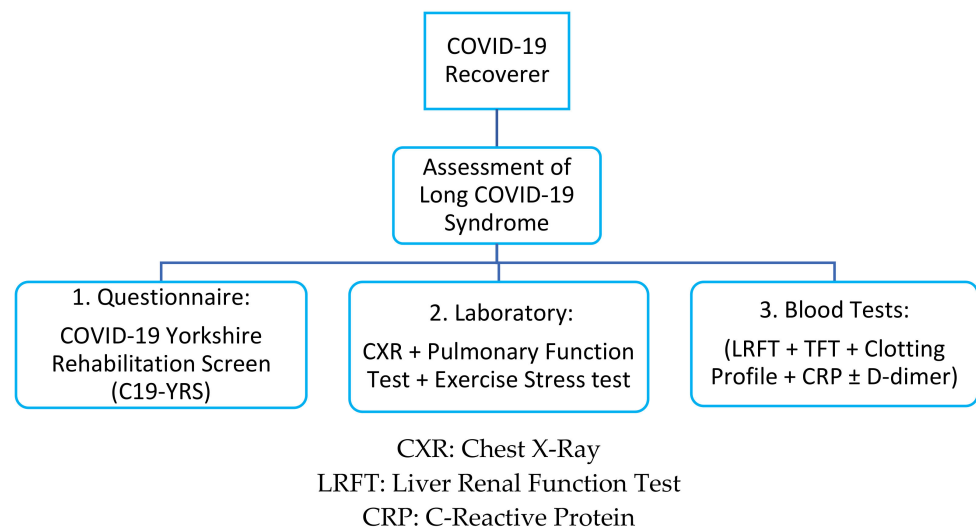 COVID-19
Recoverer
Assessment of
Long COVID-19
Syndrome
1. Questionnaire:
COVID-19 Yorkshire
Rehabilitation Screen
(C19-YRS)
2. Laboratory:
CXR + Pulmonary Function
Test + Exercise Stress test
3. Blood Tests:
(LRFT + TFT + Clotting
Profile + CRP ± D-dimer)
CXR: Chest X-Ray
LRFT: Liver Renal Function Test
CRP: C-Reactive Protein